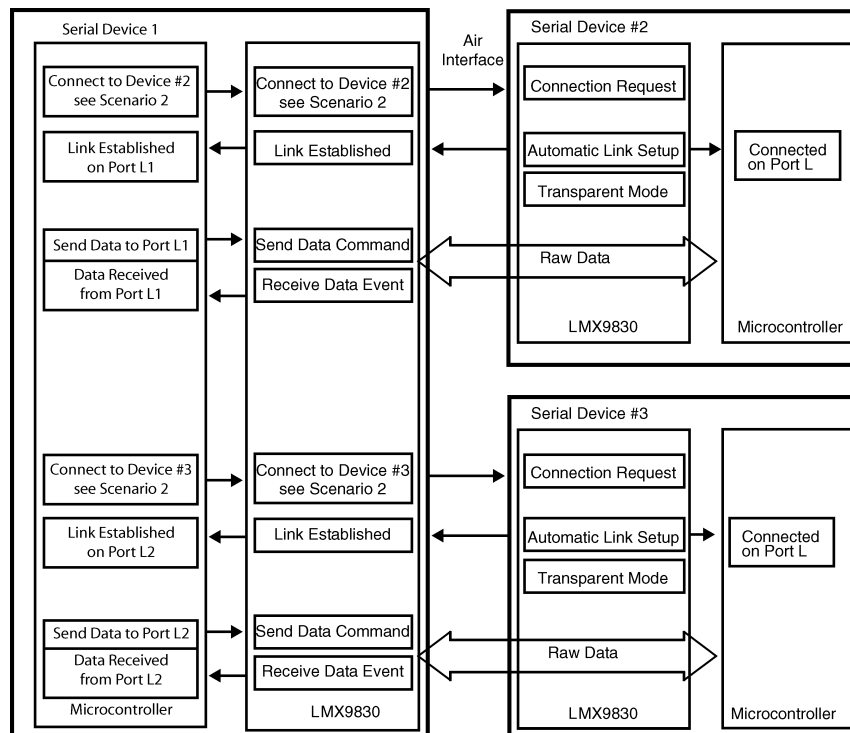 Serial Device 1
Connect to Device #2
see Scenario 2
Link Established
on Port L1
Send Data to Port L1
Data Received
from Port L1
Connect to Device #3
see Scenario 2
Link Established
on Port L2
Send Data to Port L2
Data Received
from Port L2
Microcontroller
Connect to Device #2
see Scenario 2
Link Established
Send Data Command
Receive Data Event
Connect to Device #3
see Scenario 2
Link Established
Send Data Command
Receive Data Event
LMX9830
Air
Interface
Serial Device #2
Connection Request
Automatic Link Setup
Transparent Mode
Raw Data
LMX9830
Connected
on Port L
Microcontroller
Serial Device #3
Connection Request
Automatic Link Setup
Transparent Mode
Raw Data
LMX9830
Connected
on Port L
Microcontroller